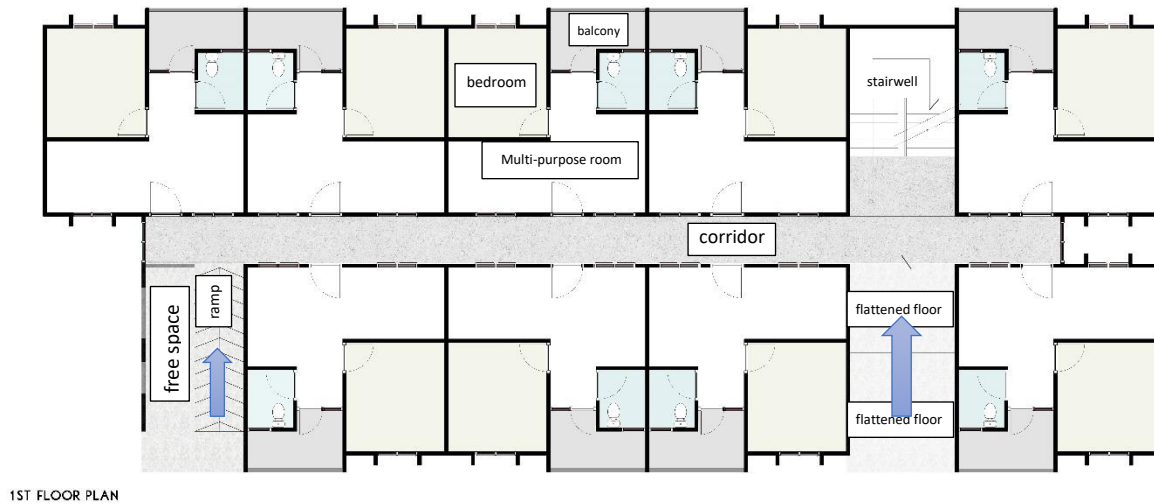 balcony
bedroom
stairwell
Multi-purpose room
corridor
free space
ramp
flattened floor
flattened floor
1ST FLOOR PLAN